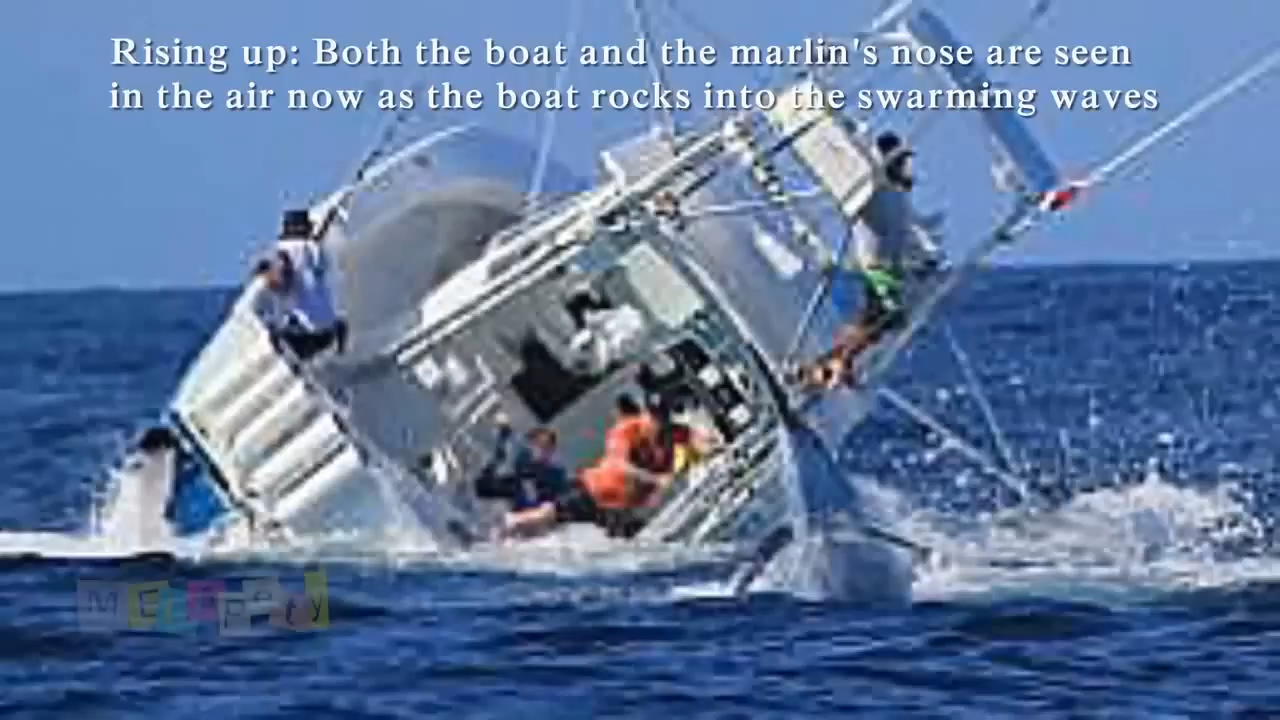 Rising up: Both the boat and the marlin's nose are seen
in the air now as the boat rocks into the swarming waves